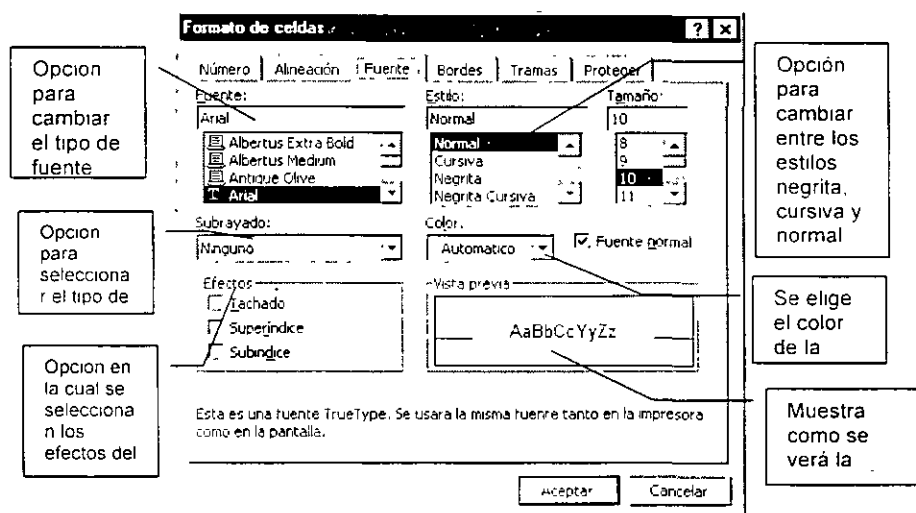 Formato de celdas
? ×
Número Alineación Fuente Bordes Tramas Proteger
Opcion
para
cambiar
el tipo de
fuente
Fuente:
Arial
Albertus Extra Bold
Albertus Medium
Antique Olive
Arial
Estilo:
Normal
Normal
Cursiva
Negrita
Negrita Cursiva
Tamaño:
10
8
9
10
11
Opción
para
cambiar
entre los
estilos
negrita,
cursiva y
normal
Opcion
para
selecciona
r el tipo de
Subrayado:
Ninguno
Color:
Automatico
Fuente normal
Efectos
Tachado
Superíndice
Subíndice
Vista previa
AaBbCcYyZz
Se elige
el color
de la
Opcion en
la cual se
selecciona
n los
efectos del
Esta es una fuente TrueType. Se usara la misma fuente tanto en la impresora
como en la pantalla.
Muestra
como se
verá la
Aceptar Cancelar